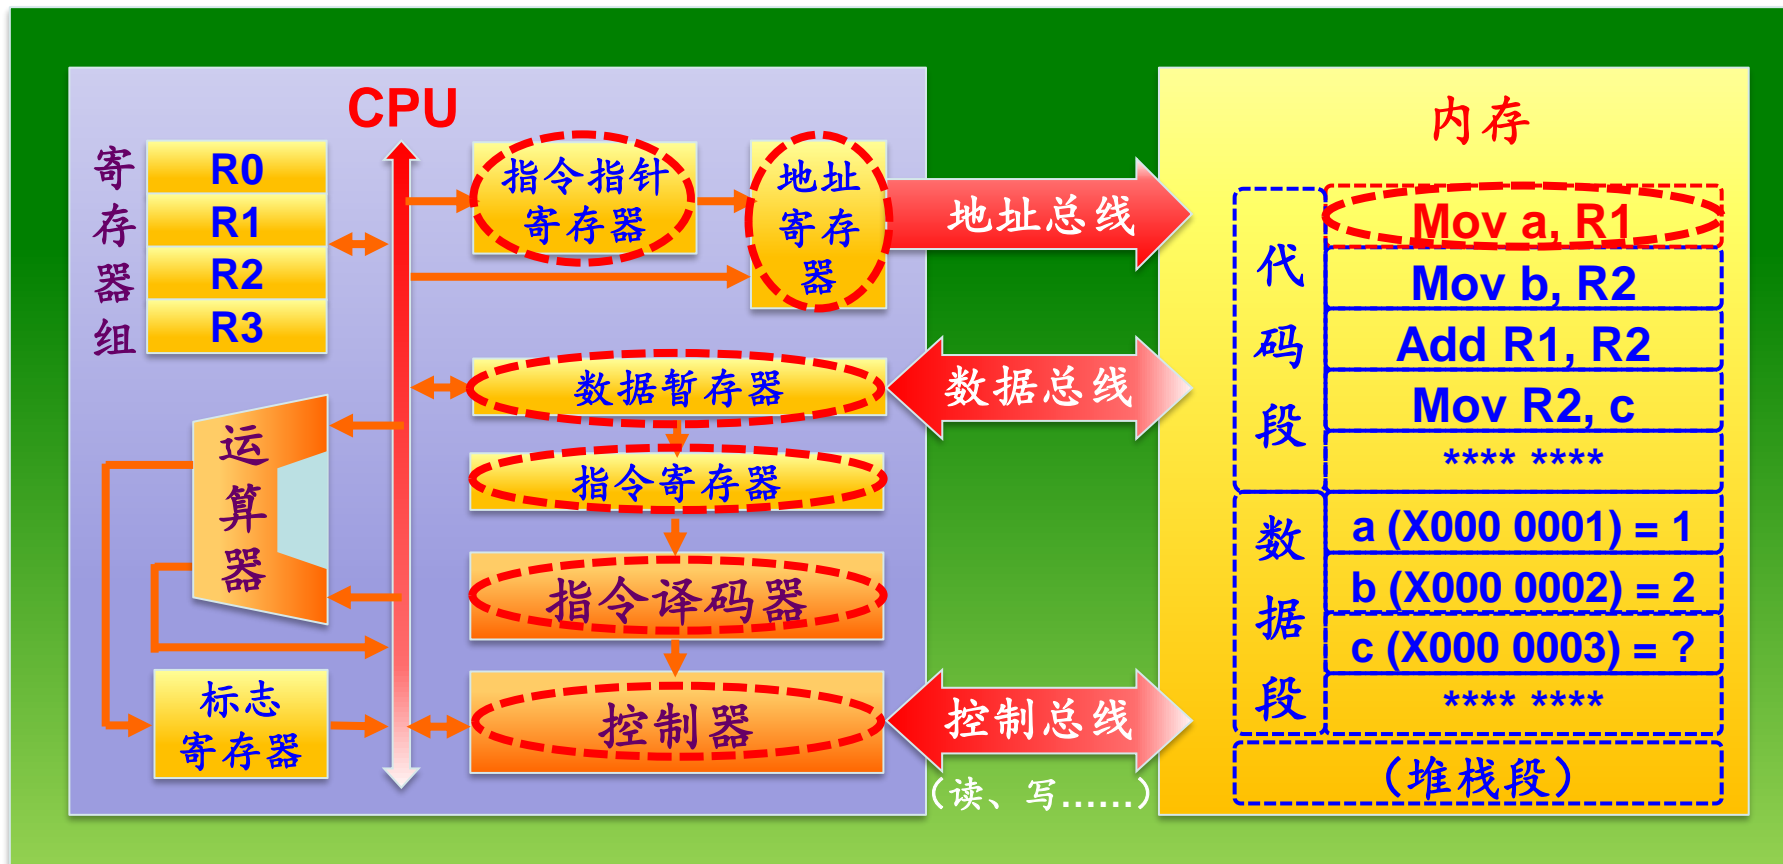 CPU
寄存器组
R0
R1
R2
R3
指令指针
寄存器
地址
寄存
器
地址总线
数据暂存器
数据总线
指令寄存器
运算器
指令译码器
标志
寄存器
控制器
控制总线
（读、写......）
内存
代码段
Mov a, R1
Mov b, R2
Add R1, R2
Mov R2, c
**** ****
数据段
a (X000 0001) = 1
b (X000 0002) = 2
c (X000 0003) = ?
**** ****
（堆栈段）